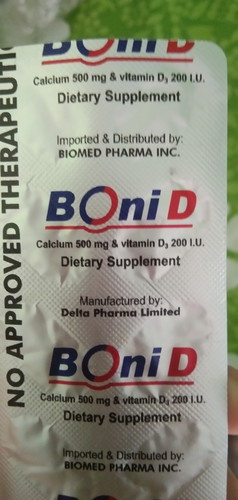 BOni D
Calcium 500 mg & vitamin D₃ 200 I.U.
Dietary Supplement
Imported & Distributed by:
BIOMED PHARMA INC.
BOni D
Calcium 500 mg & vitamin D₃ 200 I.U.
Dietary Supplement
Manufactured by:
Delta Pharma Limited
BOni D
Calcium 500 mg & vitamin D₃ 200 I.U.
Dietary Supplement
Imported & Distributed by:
BIOMED PHARMA INC.
NO APPROVED THERAPEUTI